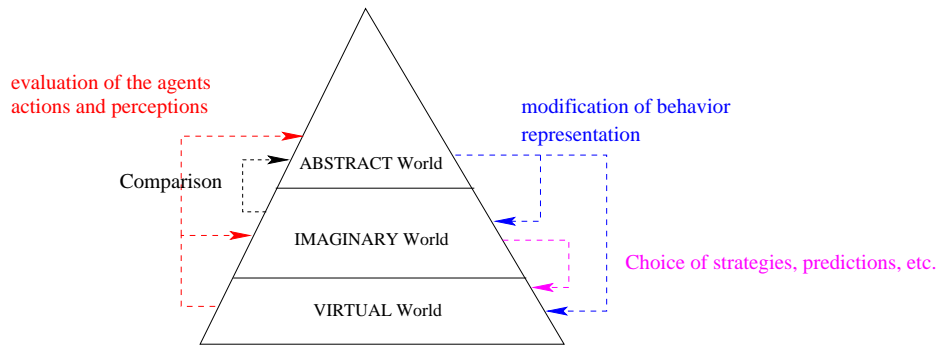 evaluation of the agents
actions and perceptions
modification of behavior
representation
ABSTRACT World
Comparison
IMAGINARY World
Choice of strategies, predictions, etc.
VIRTUAL World